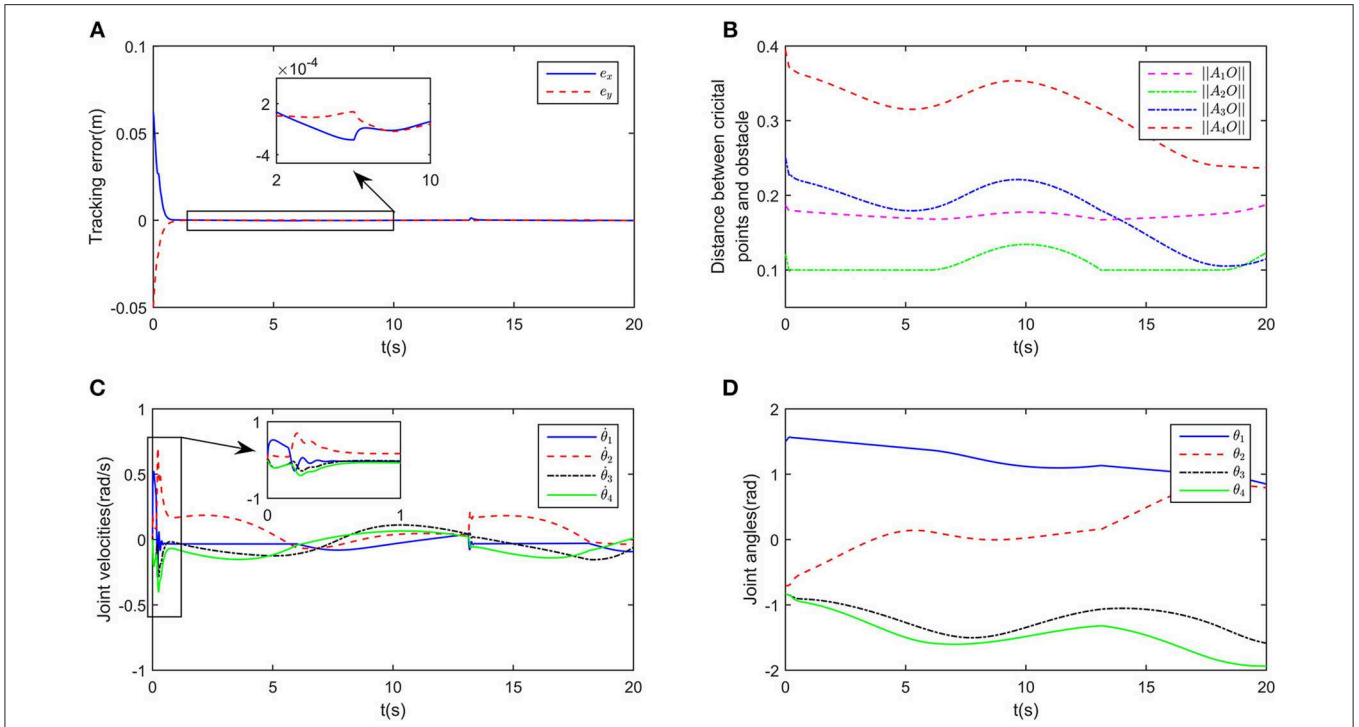 A
0.1
0.05
0
-0.05
Tracking error(m)
×10⁻⁴
2
-4
2
10
eₓ
e_y
0
5
10
15
20
t(s)
B
0.4
0.3
0.2
0.1
Distance between cricital
points and obstacle
||A₁O||
||A₂O||
||A₃O||
||A₄O||
0
5
10
15
20
t(s)
C
1
0.5
0
-0.5
-1
Joint velocities(rad/s)
1
-1
0
1
θ̇₁
θ̇₂
θ̇₃
θ̇₄
0
5
10
15
20
t(s)
D
2
1
0
-1
-2
Joint angles(rad)
θ₁
θ₂
θ₃
θ₄
0
5
10
15
20
t(s)